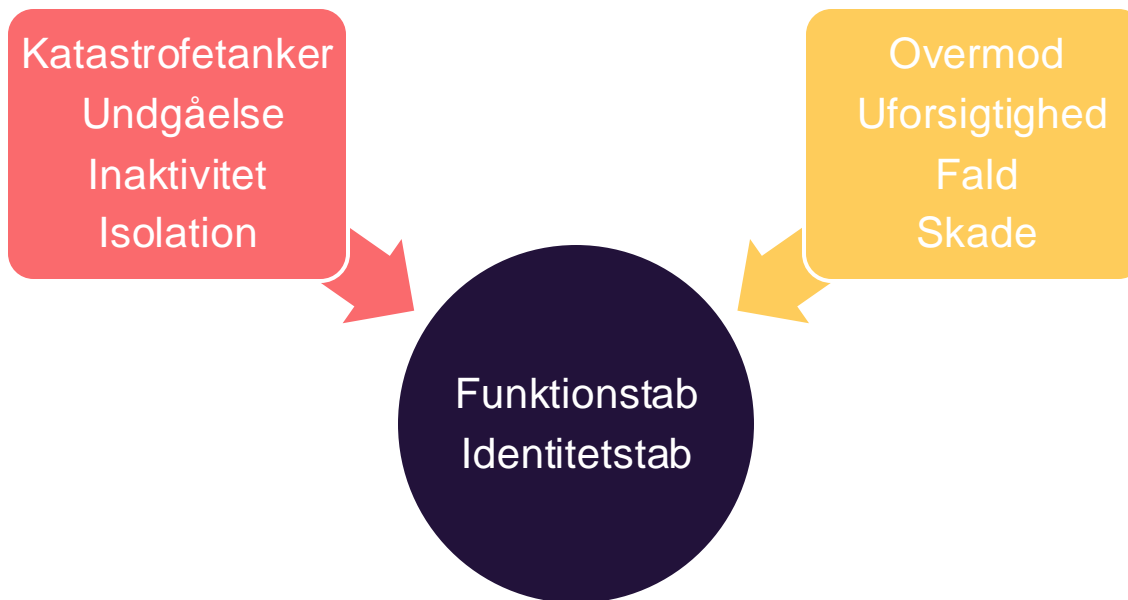 Katastrofetanker
Undgåelse
Inaktivitet
Isolation
Overmod
Uforsigtighed
Fald
Skade
Funktionstab
Identitetstab